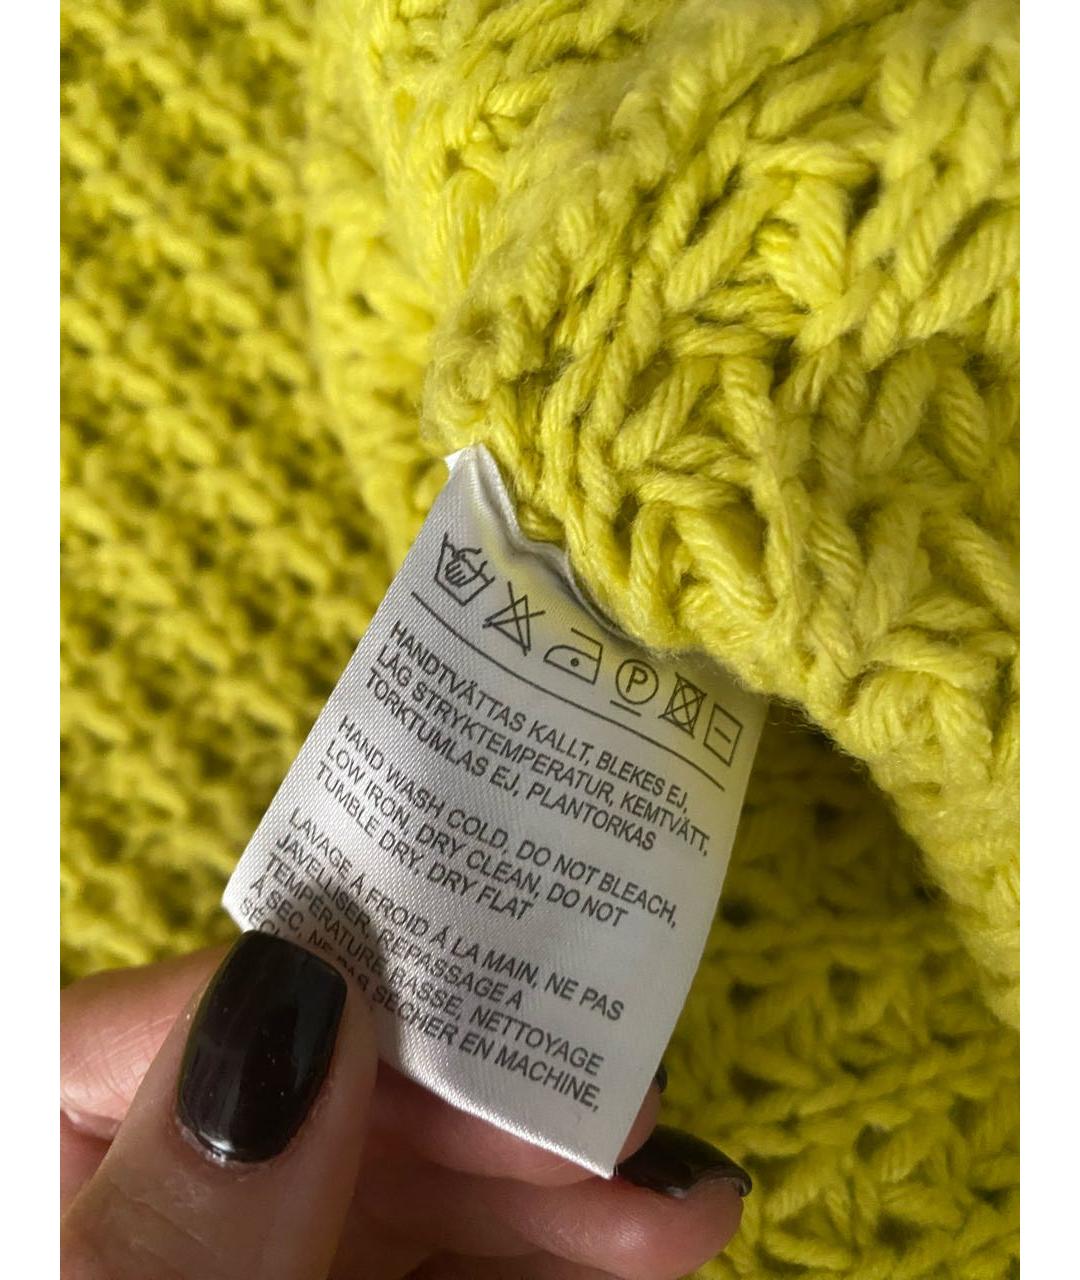 P
HANDTVÄTTAS KALLT, BLEKES EJ,
LÅG STRYKTEMPERATUR, KEMTVÄTT,
TORKTUMLAS EJ, PLANTORKAS
HAND WASH COLD, DO NOT BLEACH,
LOW IRON, DRY CLEAN, DO NOT
TUMBLE DRY, DRY FLAT
LAVAGE À FROID À LA MAIN, NE PAS
JAVELLISER, REPASSAGE A
TEMPÉRATURE BASSE, NETTOYAGE
À SEC, NE PAS SÉCHER EN MACHINE,